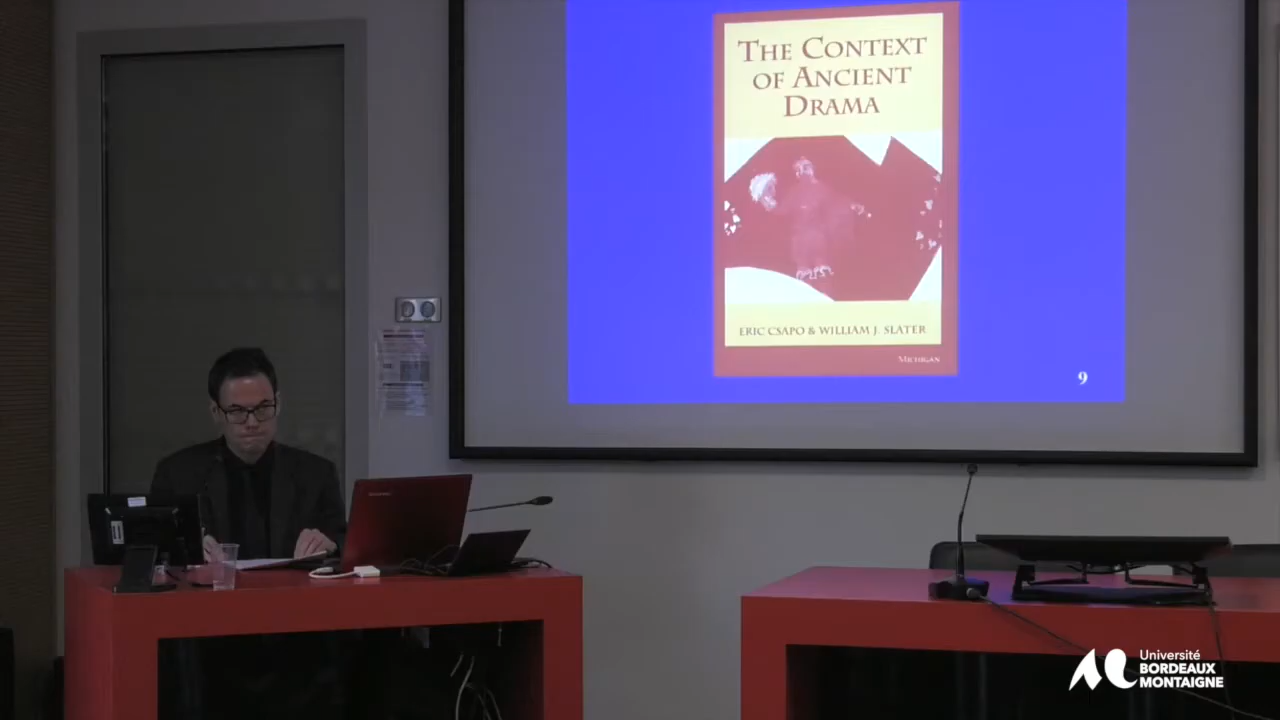 THE CONTEXT
OF ANCIENT
DRAMA
ERIC CSAPO & WILLIAM J. SLATER
MICHIGAN
9
Université
BORDEAUX
MONTAIGNE